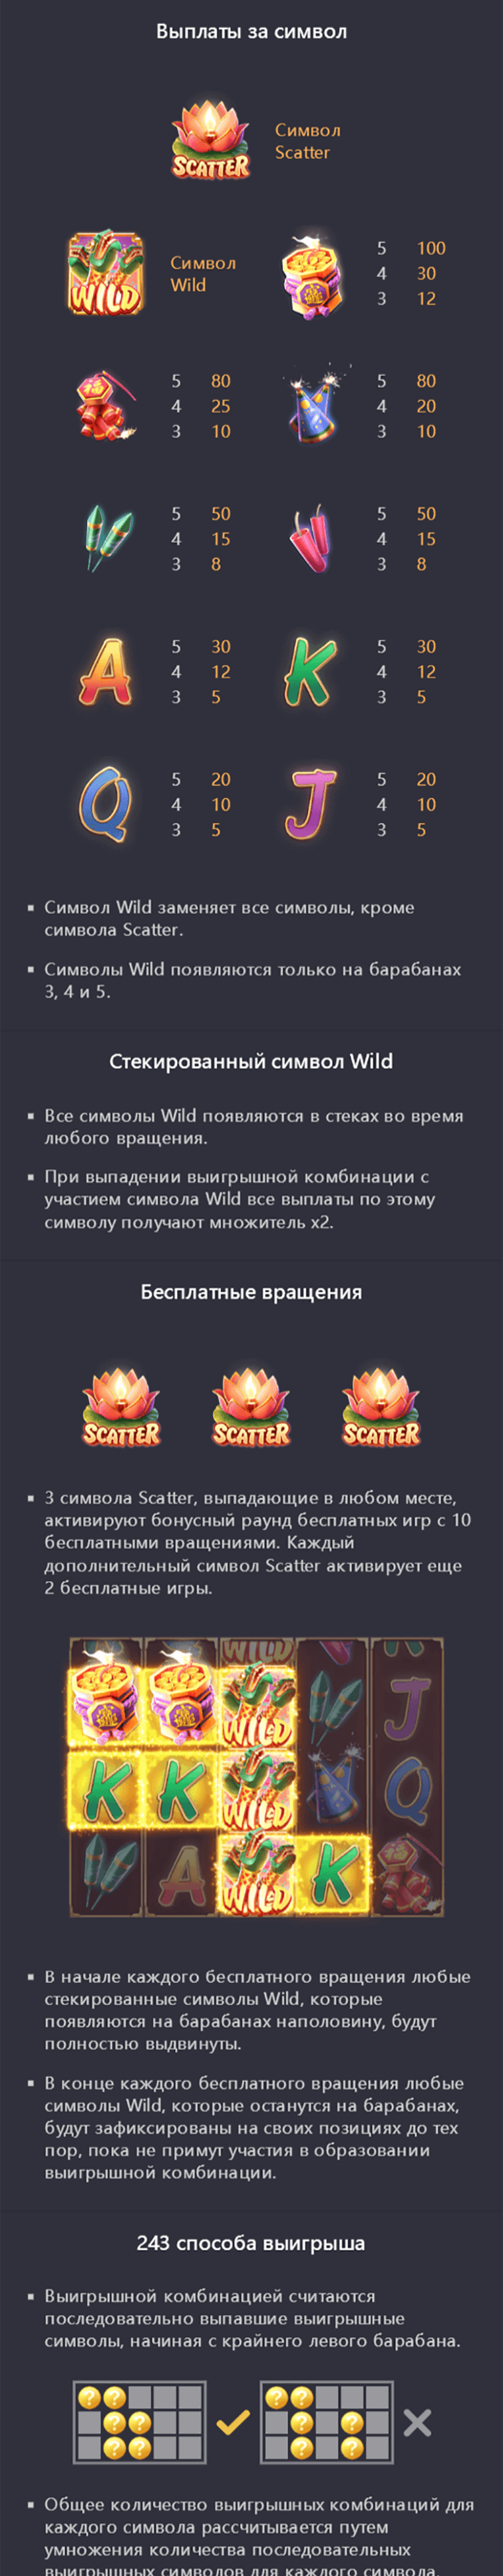 Выплаты за символ
SCATTER
Символ
Scatter
WILD
Символ
Wild
5 100
4 30
3 12
5 80
4 25
3 10
5 80
4 20
3 10
5 50
4 15
3 8
5 50
4 15
3 8
A
5 30
4 12
3 5
K
5 30
4 12
3 5
Q
5 20
4 10
3 5
J
5 20
4 10
3 5
▪ Символ Wild заменяет все символы, кроме
символа Scatter.
▪ Символы Wild появляются только на барабанах
3, 4 и 5.
Стекированный символ Wild
▪ Все символы Wild появляются в стеках во время
любого вращения.
▪ При выпадении выигрышной комбинации с
участием символа Wild все выплаты по этому
символу получают множитель x2.
Бесплатные вращения
SCATTER SCATTER SCATTER
▪ 3 символа Scatter, выпадающие в любом месте,
активируют бонусный раунд бесплатных игр с 10
бесплатными вращениями. Каждый
дополнительный символ Scatter активирует еще
2 бесплатные игры.
WILD
WILD J
K K WILD Q
A WILD K
▪ В начале каждого бесплатного вращения любые
стекированные символы Wild, которые
появляются на барабанах наполовину, будут
полностью выдвинуты.
▪ В конце каждого бесплатного вращения любые
символы Wild, которые останутся на барабанах,
будут зафиксированы на своих позициях до тех
пор, пока не примут участия в образовании
выигрышной комбинации.
243 способа выигрыша
▪ Выигрышной комбинацией считаются
последовательно выпавшие выигрышные
символы, начиная с крайнего левого барабана.
? ? ? ?
? ? ? ?
? ? ? ?
▪ Общее количество выигрышных комбинаций для
каждого символа рассчитывается путем
умножения количества последовательных
выигрышных символов для каждого символа,